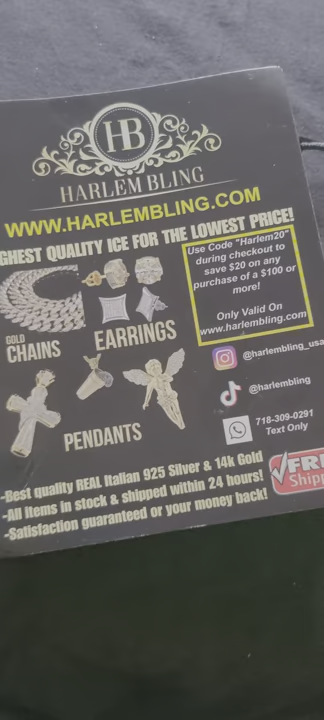 HB
HARLEM BLING
WWW.HARLEMBLING.COM
GHEST QUALITY ICE FOR THE LOWEST PRICE!
Use Code "Harlem20"
during checkout to
save $20 on any
purchase of a $100 or
more!
Only Valid On
www.harlembling.com
GOLD
CHAINS
EARRINGS
PENDANTS
@harlembling_usa
@harlembling
718-309-0291
Text Only
-Best quality REAL Italian 925 Silver & 14k Gold
-All items in stock & shipped within 24 hours!
-Satisfaction guaranteed or your money back!
FRE
Shipp